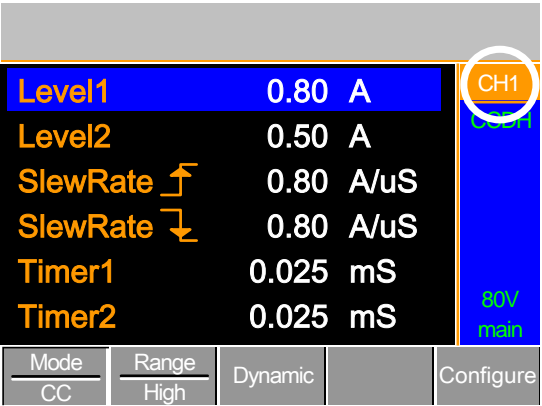 Level1 0.80 A
CH1
Level2 0.50 A
CCDH
SlewRate 0.80 A/uS
SlewRate 0.80 A/uS
Timer1 0.025 mS
80V
Timer2 0.025 mS
main
Mode Range Dynamic Configure
CC High